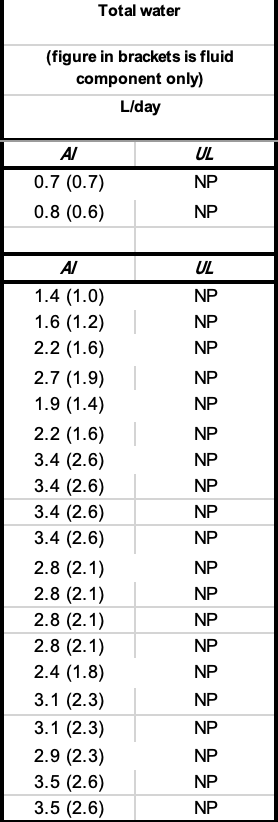 Total water
(figure in brackets is fluid
component only)
L/day
AI UL
0.7 (0.7) NP
0.8 (0.6) NP
AI UL
1.4 (1.0) NP
1.6 (1.2) NP
2.2 (1.6) NP
2.7 (1.9) NP
1.9 (1.4) NP
2.2 (1.6) NP
3.4 (2.6) NP
3.4 (2.6) NP
3.4 (2.6) NP
3.4 (2.6) NP
2.8 (2.1) NP
2.8 (2.1) NP
2.8 (2.1) NP
2.8 (2.1) NP
2.4 (1.8) NP
3.1 (2.3) NP
3.1 (2.3) NP
2.9 (2.3) NP
3.5 (2.6) NP
3.5 (2.6) NP